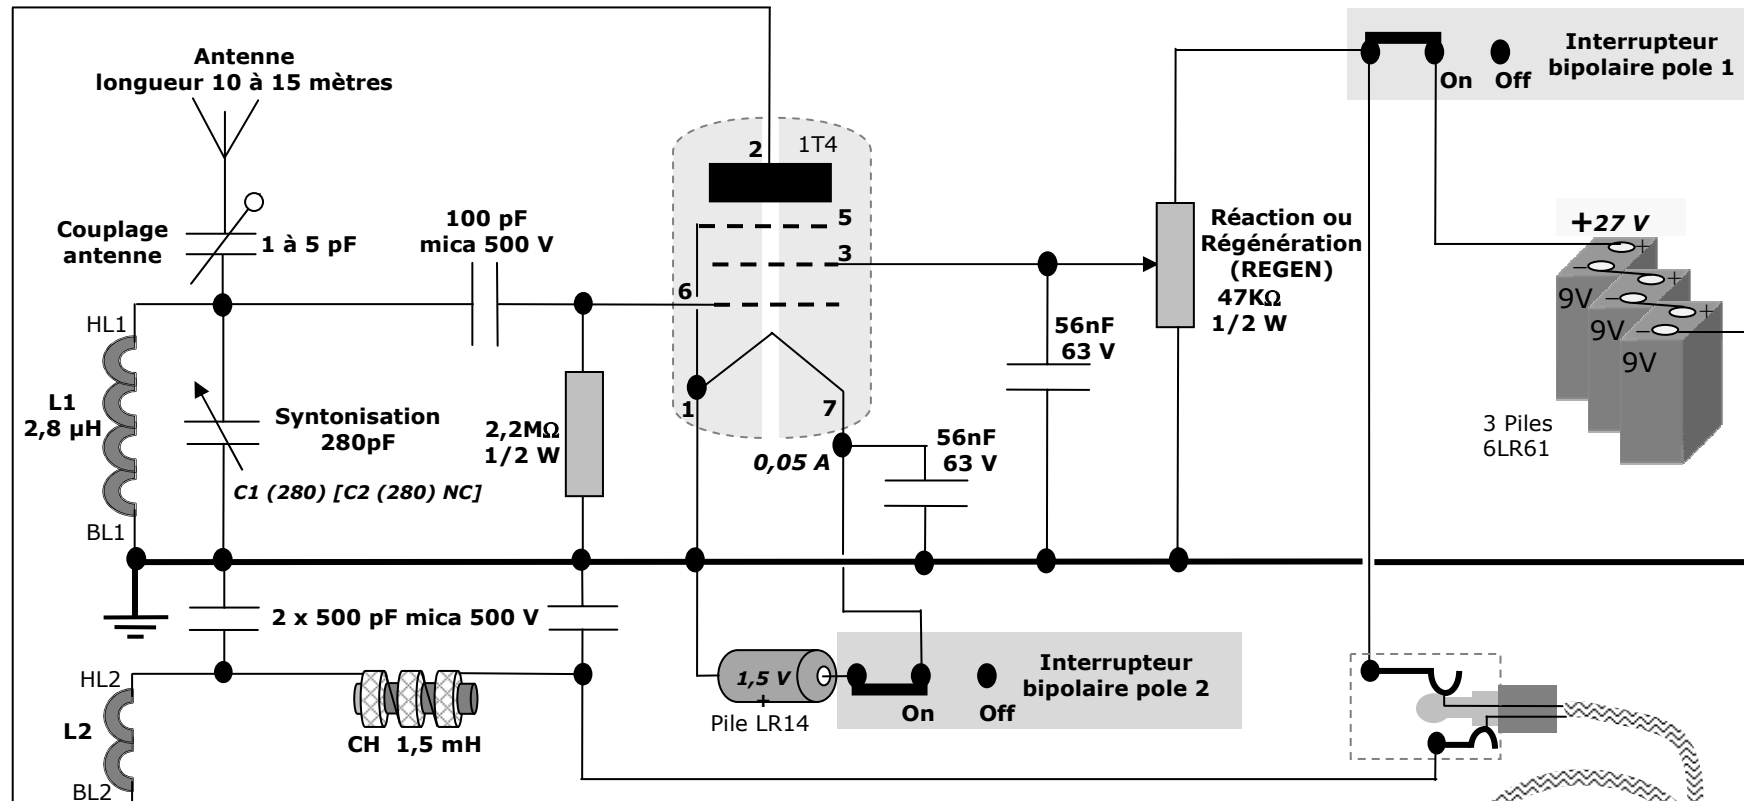 Antenne
longueur 10 à 15 mètres
Couplage
antenne
1 à 5 pF
100 pF
mica 500 V
HL1
L1
2,8 µH
BL1
Syntonisation
280pF
C1 (280) [C2 (280) NC]
2,2MΩ
1/2 W
2
1T4
5
3
6
1
7
0,05 A
56nF
63 V
56nF
63 V
Réaction ou
Régénération
(REGEN)
47KΩ
1/2 W
Interrupteur
bipolaire pole 1
On
Off
+27 V
+
−
9V
+
−
9V
+
−
9V
3 Piles
6LR61
2 x 500 pF mica 500 V
HL2
L2
BL2
CH 1,5 mH
1,5 V
+
Pile LR14
Interrupteur
bipolaire pole 2
On
Off